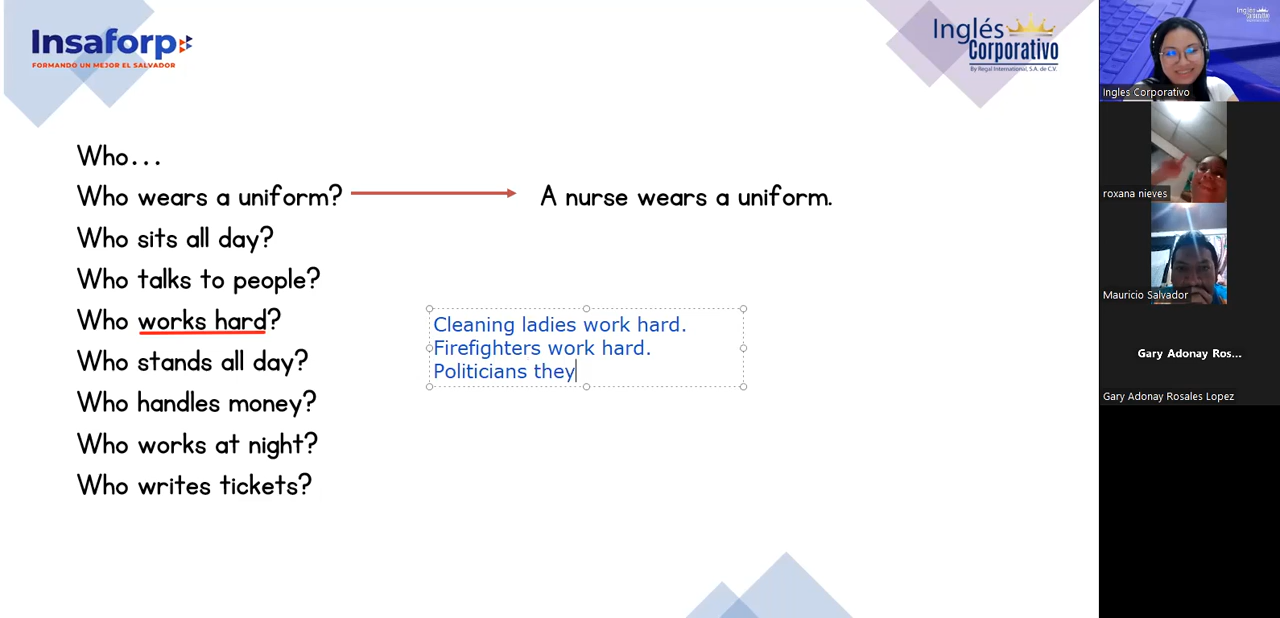 Insaforp
FORMANDO UN MEJOR EL SALVADOR
Inglés
Corporativo
By Regal International, S.A. de C.V.
Who...
Who wears a uniform?
A nurse wears a uniform.
Who sits all day?
Who talks to people?
Who works hard?
Who stands all day?
Who handles money?
Who works at night?
Who writes tickets?
Cleaning ladies work hard.
Firefighters work hard.
Politicians they
Ingles Corporativo
roxana nieves
Mauricio Salvador
Gary Adonay Ros...
Gary Adonay Rosales Lopez